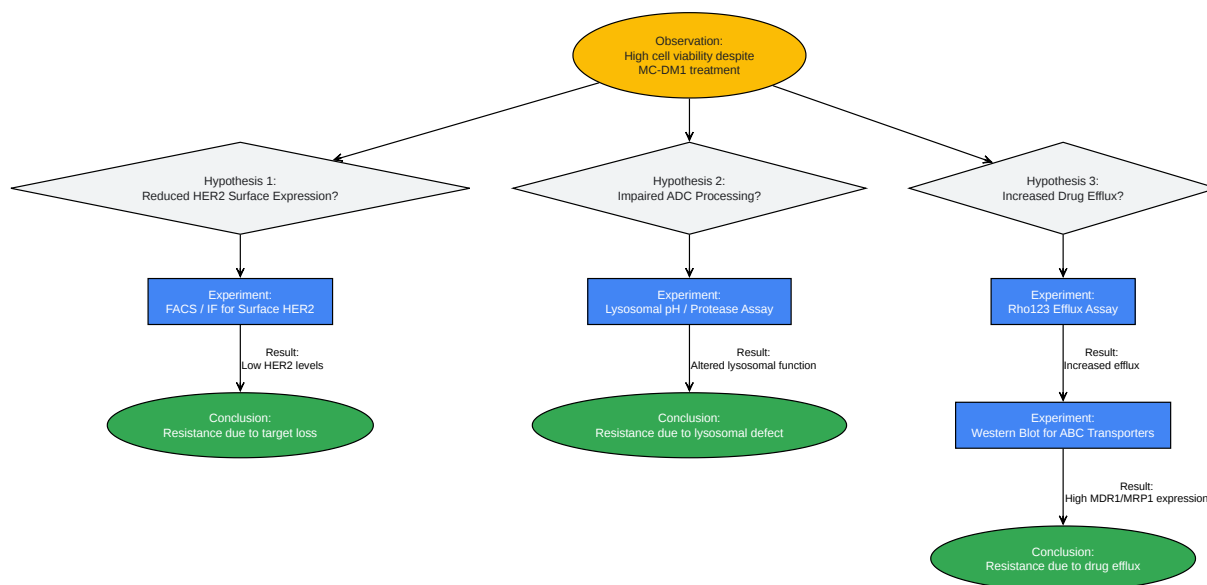 Observation:
High cell viability despite
MC-DM1 treatment
Hypothesis 1:
Reduced HER2 Surface Expression?
Hypothesis 2:
Impaired ADC Processing?
Hypothesis 3:
Increased Drug Efflux?
Experiment:
FACS / IF for Surface HER2
Experiment:
Lysosomal pH / Protease Assay
Experiment:
Rho123 Efflux Assay
Result:
Low HER2 levels
Result:
Altered lysosomal function
Result:
Increased efflux
Conclusion:
Resistance due to target loss
Conclusion:
Resistance due to lysosomal defect
Experiment:
Western Blot for ABC Transporters
Result:
High MDR1/MRP1 expression
Conclusion:
Resistance due to drug efflux